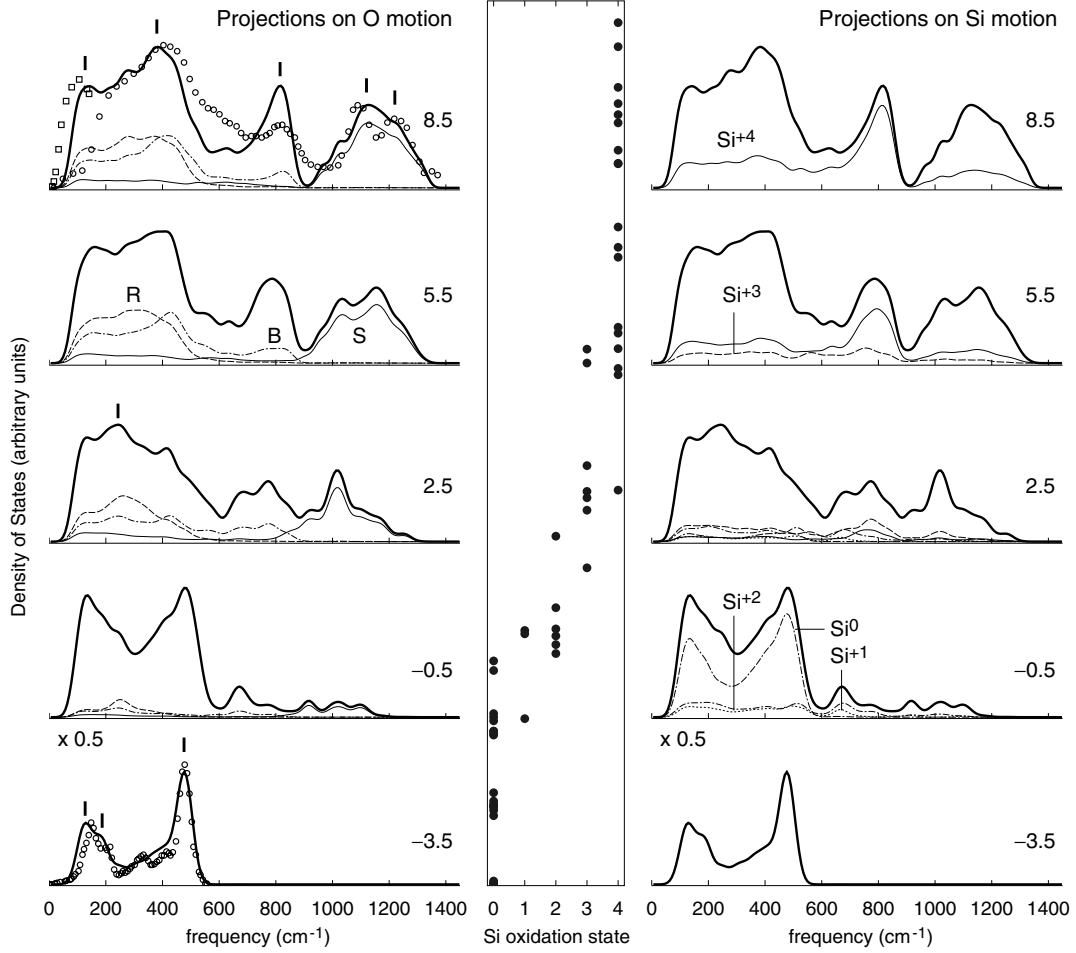 Projections on O motion
Projections on Si motion
8.5
Si+4
8.5
R
B
S
5.5
Si+3
5.5
2.5
2.5
Si+2
Si0
Si+1
−0.5
−0.5
x 0.5
x 0.5
−3.5
−3.5
Density of States (arbitrary units)
0 200 400 600 800 1000 1200 1400
0 1 2 3 4
0 200 400 600 800 1000 1200 1400
frequency (cm-1)
Si oxidation state
frequency (cm-1)